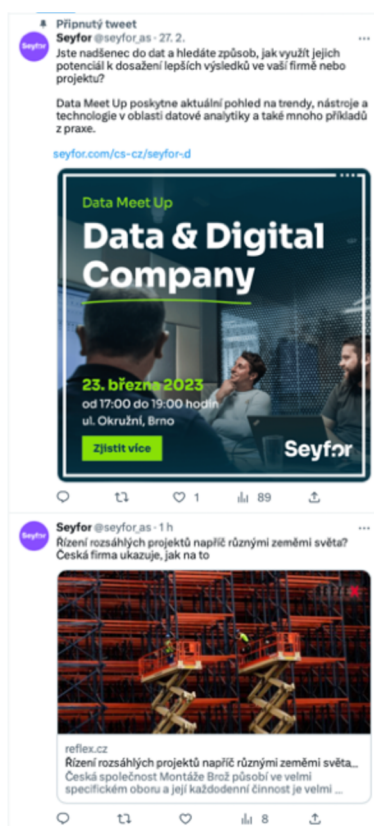 Připnutý tweet
Seyfor
Seyfor @seyfor_as · 27. 2.
Jste nadšenec do dat a hledáte způsob, jak využít jejich
potenciál k dosažení lepších výsledků ve vaší firmě nebo
projektu?
Data Meet Up poskytne aktuální pohled na trendy, nástroje a
technologie v oblasti datové analytiky a také mnoho příkladů
z praxe.
seyfor.com/cs-cz/seyfor-d
Data Meet Up
Data & Digital
Company
23. března 2023
od 17:00 do 19:00 hodin
ul. Okružní, Brno
Zjistit více
Seyfor
1
89
Seyfor
Seyfor @seyfor_as · 1 h
Řízení rozsáhlých projektů napříč různými zeměmi světa?
Česká firma ukazuje, jak na to
reflex.cz
Řízení rozsáhlých projektů napříč různými zeměmi světa...
Česká společnost Montáže Brož působí ve velmi
specifickém oboru a její každodenní činnost je velmi ...
8